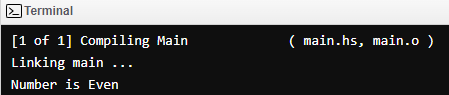 Terminal
[1 of 1] Compiling Main             ( main.hs, main.o )
Linking main ...
Number is Even